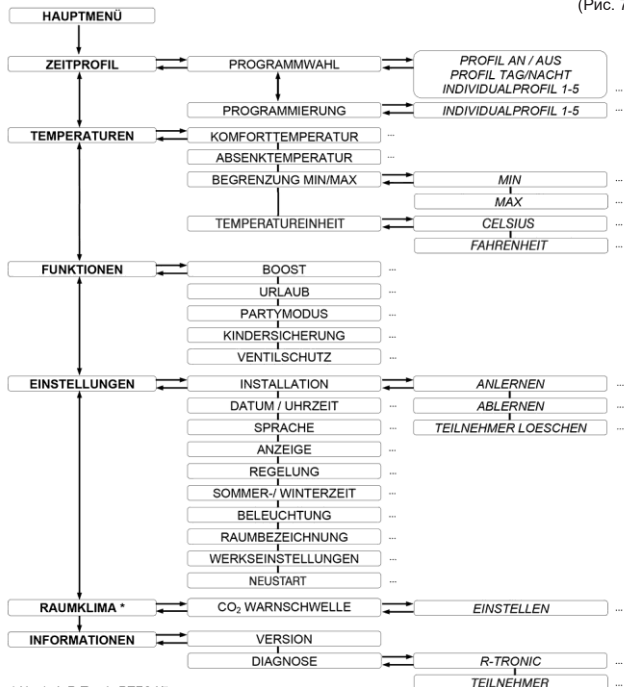 (Рис. 7
HAUPTMENÜ
ZEITPROFIL
PROGRAMMWAHL
PROFIL AN / AUS
PROFIL TAG/NACHT
INDIVIDUALPROFIL 1-5
...
PROGRAMMIERUNG
INDIVIDUALPROFIL 1-5
...
TEMPERATUREN
KOMFORTTEMPERATUR
...
ABSENKTEMPERATUR
...
BEGRENZUNG MIN/MAX
MIN
...
MAX
...
TEMPERATUREINHEIT
CELSIUS
...
FAHRENHEIT
...
FUNKTIONEN
BOOST
...
URLAUB
...
PARTYMODUS
...
KINDERSICHERUNG
...
VENTILSCHUTZ
...
EINSTELLUNGEN
INSTALLATION
ANLERNEN
...
DATUM / UHRZEIT
...
ABLERNEN
...
SPRACHE
...
TEILNEHMER LOESCHEN
...
ANZEIGE
...
REGELUNG
...
SOMMER-/ WINTERZEIT
...
BELEUCHTUNG
...
RAUMBEZEICHNUNG
...
WERKSEINSTELLUNGEN
...
NEUSTART
...
RAUMKLIMA *
CO₂ WARNSCHWELLE
EINSTELLEN
...
INFORMATIONEN
VERSION
DIAGNOSE
R-TRONIC
...
TEILNEHMER
...